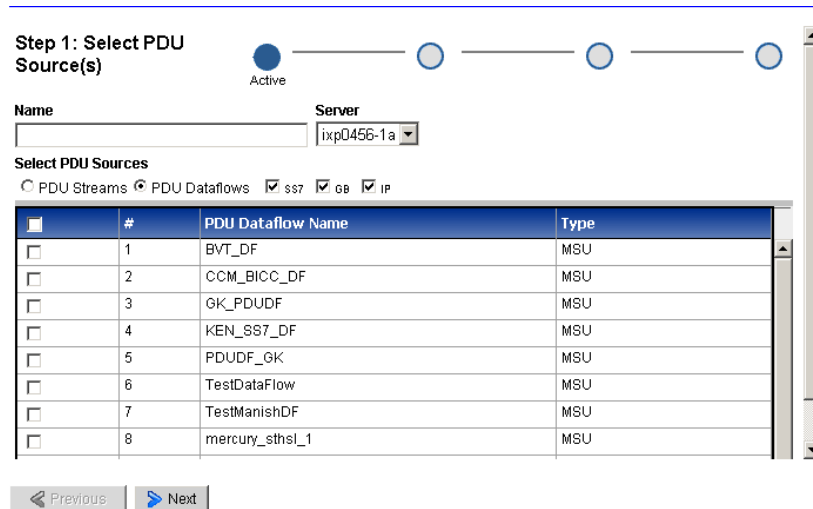 Step 1: Select PDU
Source(s)
Active
Name Server
ixp0456-1a
Select PDU Sources
PDU Streams PDU Dataflows SS7 GB IP
# PDU Dataflow Name Type
1 BVT_DF MSU
2 CCM_BICC_DF MSU
3 GK_PDUDF MSU
4 KEN_SS7_DF MSU
5 PDUDF_GK MSU
6 TestDataFlow MSU
7 TestManishDF MSU
8 mercury_sthsl_1 MSU
Previous Next